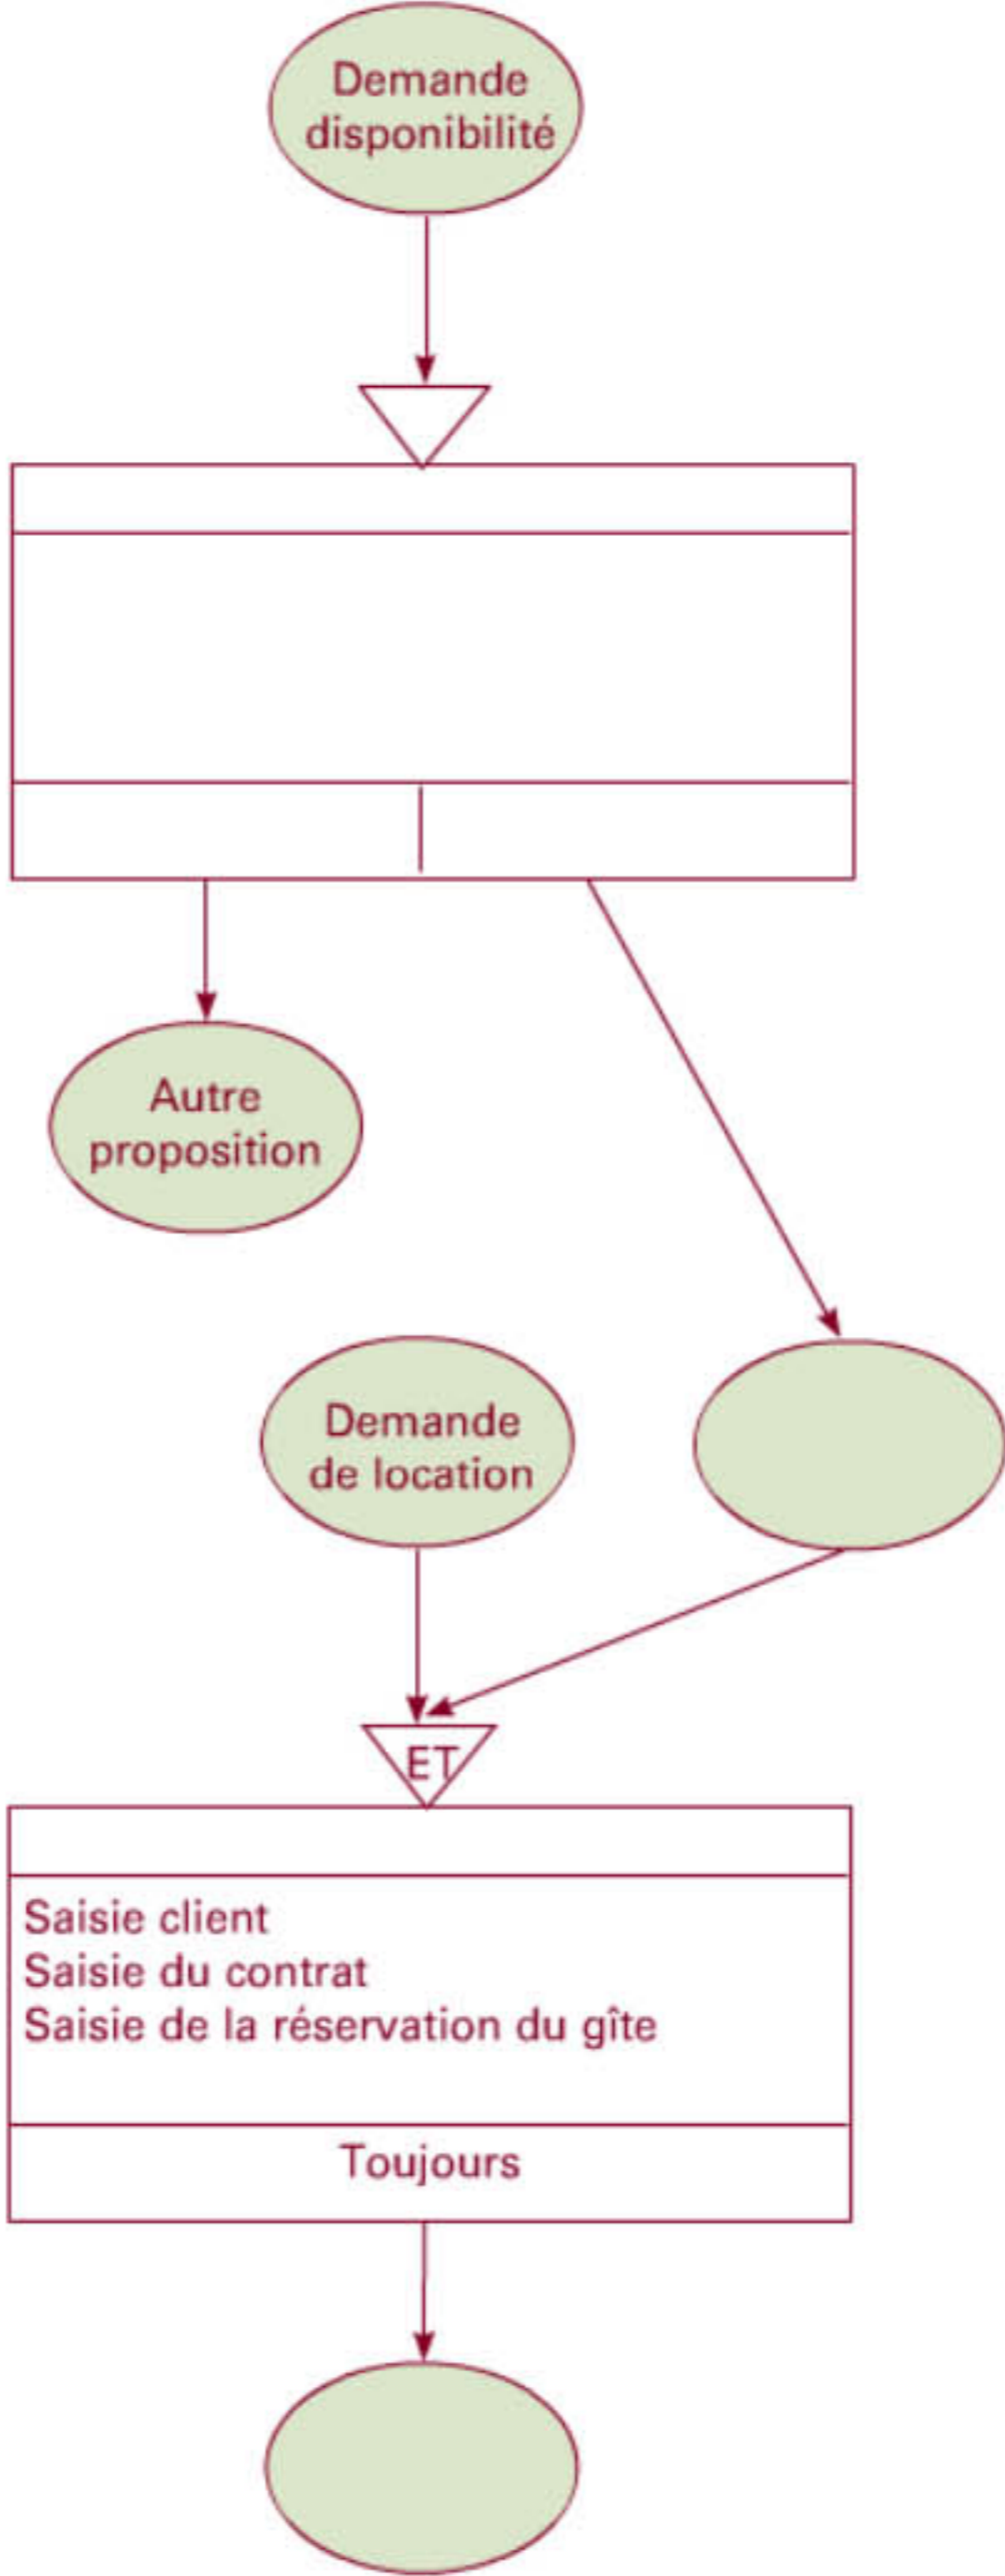 Demande
disponibilité
Autre
proposition
Demande
de location
ET
Saisie client
Saisie du contrat
Saisie de la réservation du gîte
Toujours